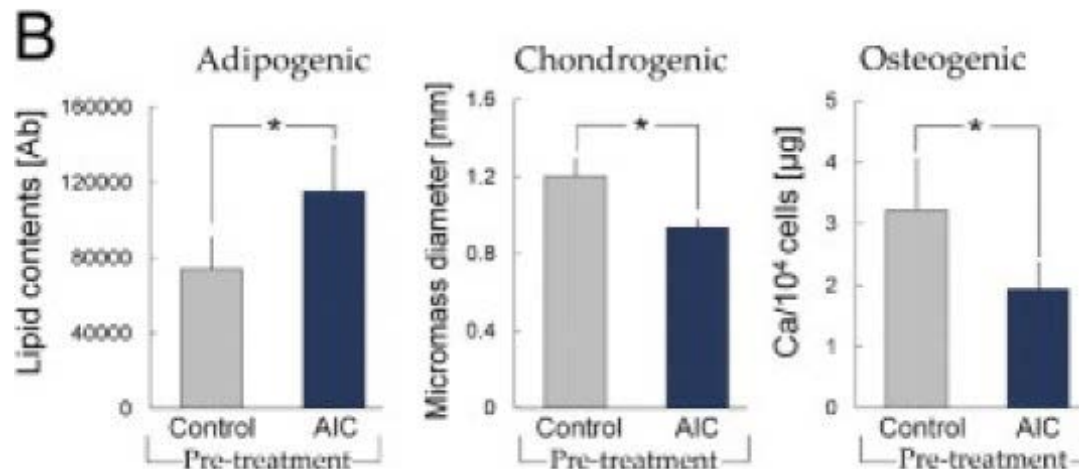 B
Adipogenic
Lipid contents [Ab]
160000
120000
80000
40000
0
*
Control AIC
Pre-treatment
Chondrogenic
Micromass diameter [mm]
1.6
1.2
0.8
0.4
0
*
Control AIC
Pre-treatment
Osteogenic
Ca/10⁴ cells [µg]
5
4
3
2
1
0
*
Control AIC
Pre-treatment